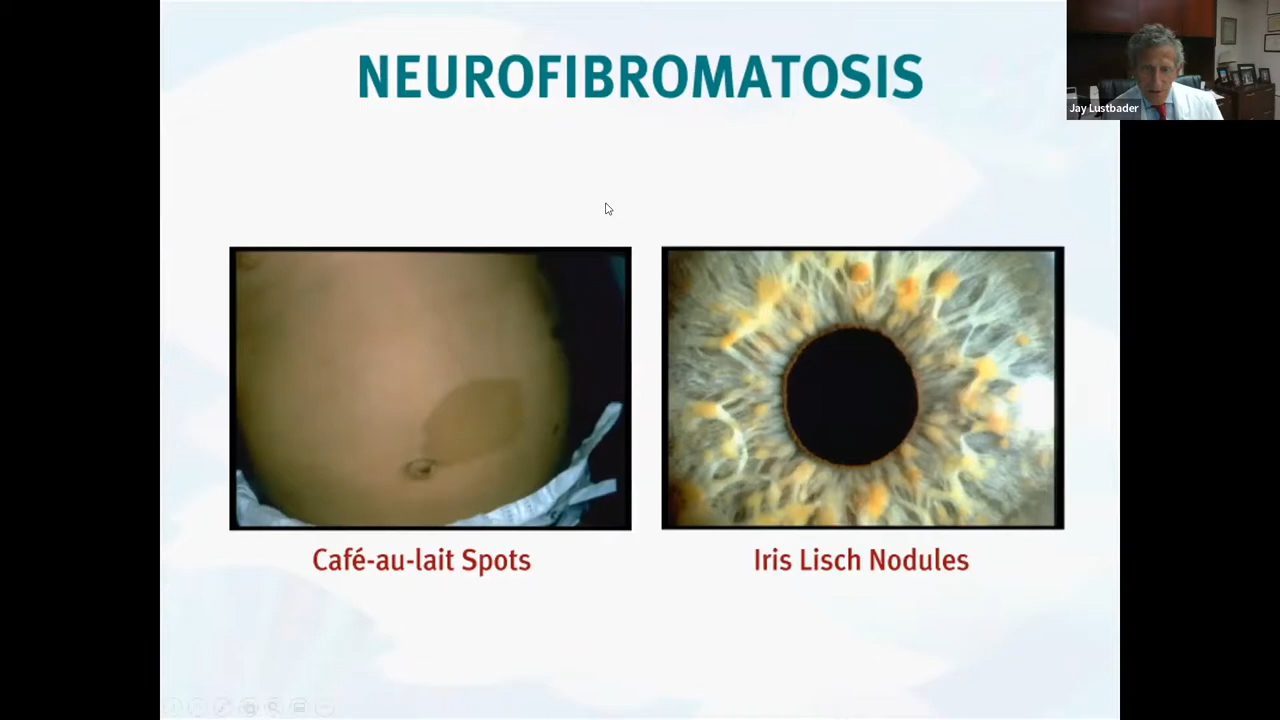 NEUROFIBROMATOSIS
Jay Lustbader
Café-au-lait Spots
Iris Lisch Nodules